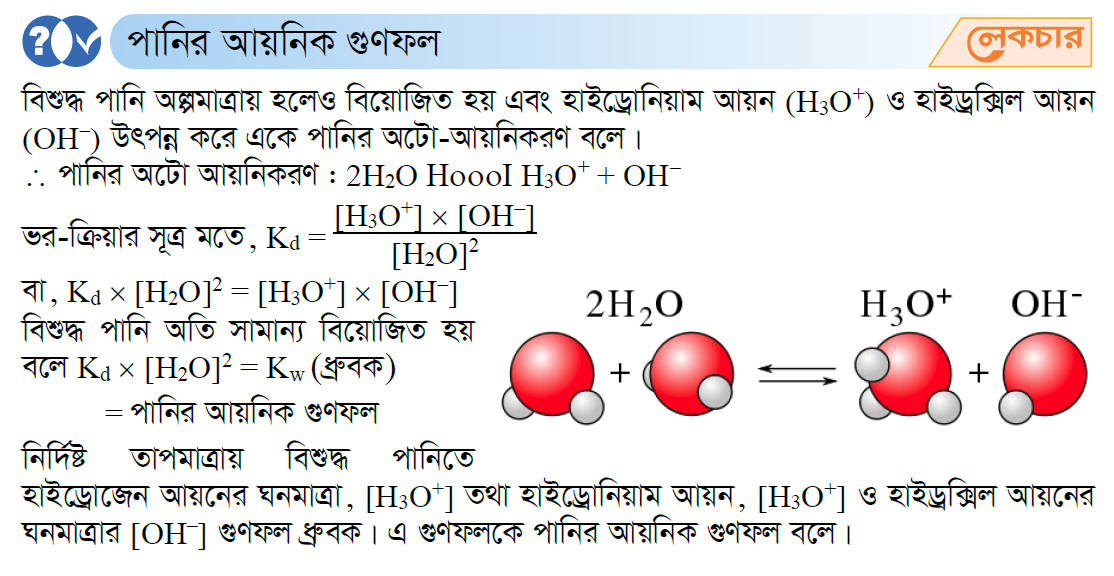 পানির আয়নিক গুণফল
লেকচার
বিশুদ্ধ পানি অল্পমাত্রায় হলেও বিয়োজিত হয় এবং হাইড্রোনিয়াম আয়ন (H₃O⁺) ও হাইড্রক্সিল আয়ন
(OH⁻) উৎপন্ন করে একে পানির অটো-আয়নিকরণ বলে।
∴ পানির অটো আয়নিকরণ : 2H₂O HoooI H₃O⁺ + OH⁻
ভর-ক্রিয়ার সূত্র মতে, K_d = [H₃O⁺] × [OH⁻] / [H₂O]²
বা, K_d × [H₂O]² = [H₃O⁺] × [OH⁻]
বিশুদ্ধ পানি অতি সামান্য বিয়োজিত হয়
বলে K_d × [H₂O]² = K_w (ধ্রুবক)
= পানির আয়নিক গুণফল
2H₂O H₃O⁺ OH⁻
+ ⇌ +
নির্দিষ্ট তাপমাত্রায় বিশুদ্ধ পানিতে
হাইড্রোজেন আয়নের ঘনমাত্রা, [H₃O⁺] তথা হাইড্রোনিয়াম আয়ন, [H₃O⁺] ও হাইড্রক্সিল আয়নের
ঘনমাত্রার [OH⁻] গুণফল ধ্রুবক। এ গুণফলকে পানির আয়নিক গুণফল বলে।